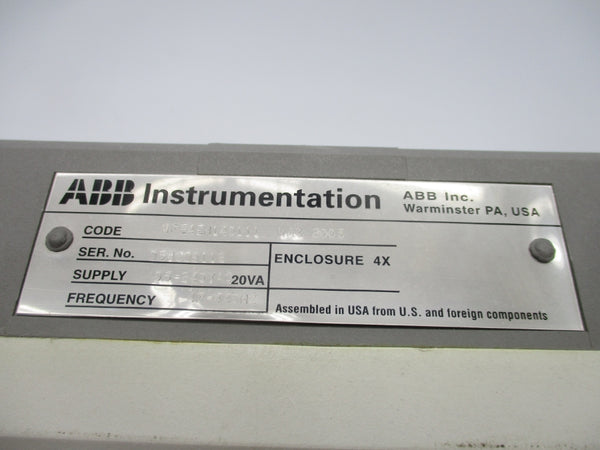 ABB Instrumentation
ABB Inc.
Warminster PA, USA
CODE
SER. No.
ENCLOSURE 4X
SUPPLY 20VA
FREQUENCY
Assembled in USA from U.S. and foreign components